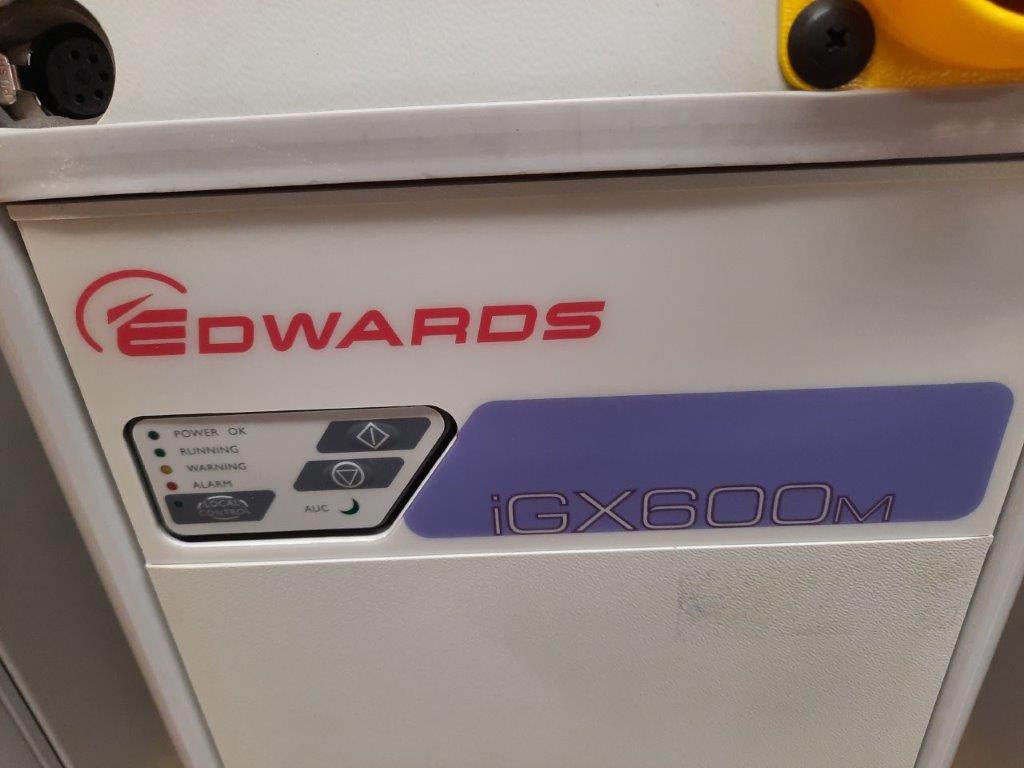 EDWARDS
POWER OK
RUNNING
WARNING
ALARM
LOCAL
CONTROL
AUC
iGX600M